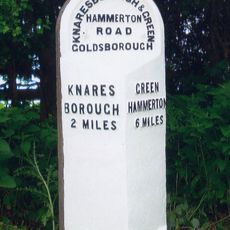 KNARESBOROUGH & GREEN
HAMMERTON
ROAD
GOLDSBOROUGH
KNARES
BOROUGH
2 MILES
GREEN
HAMMERTON
6 MILES